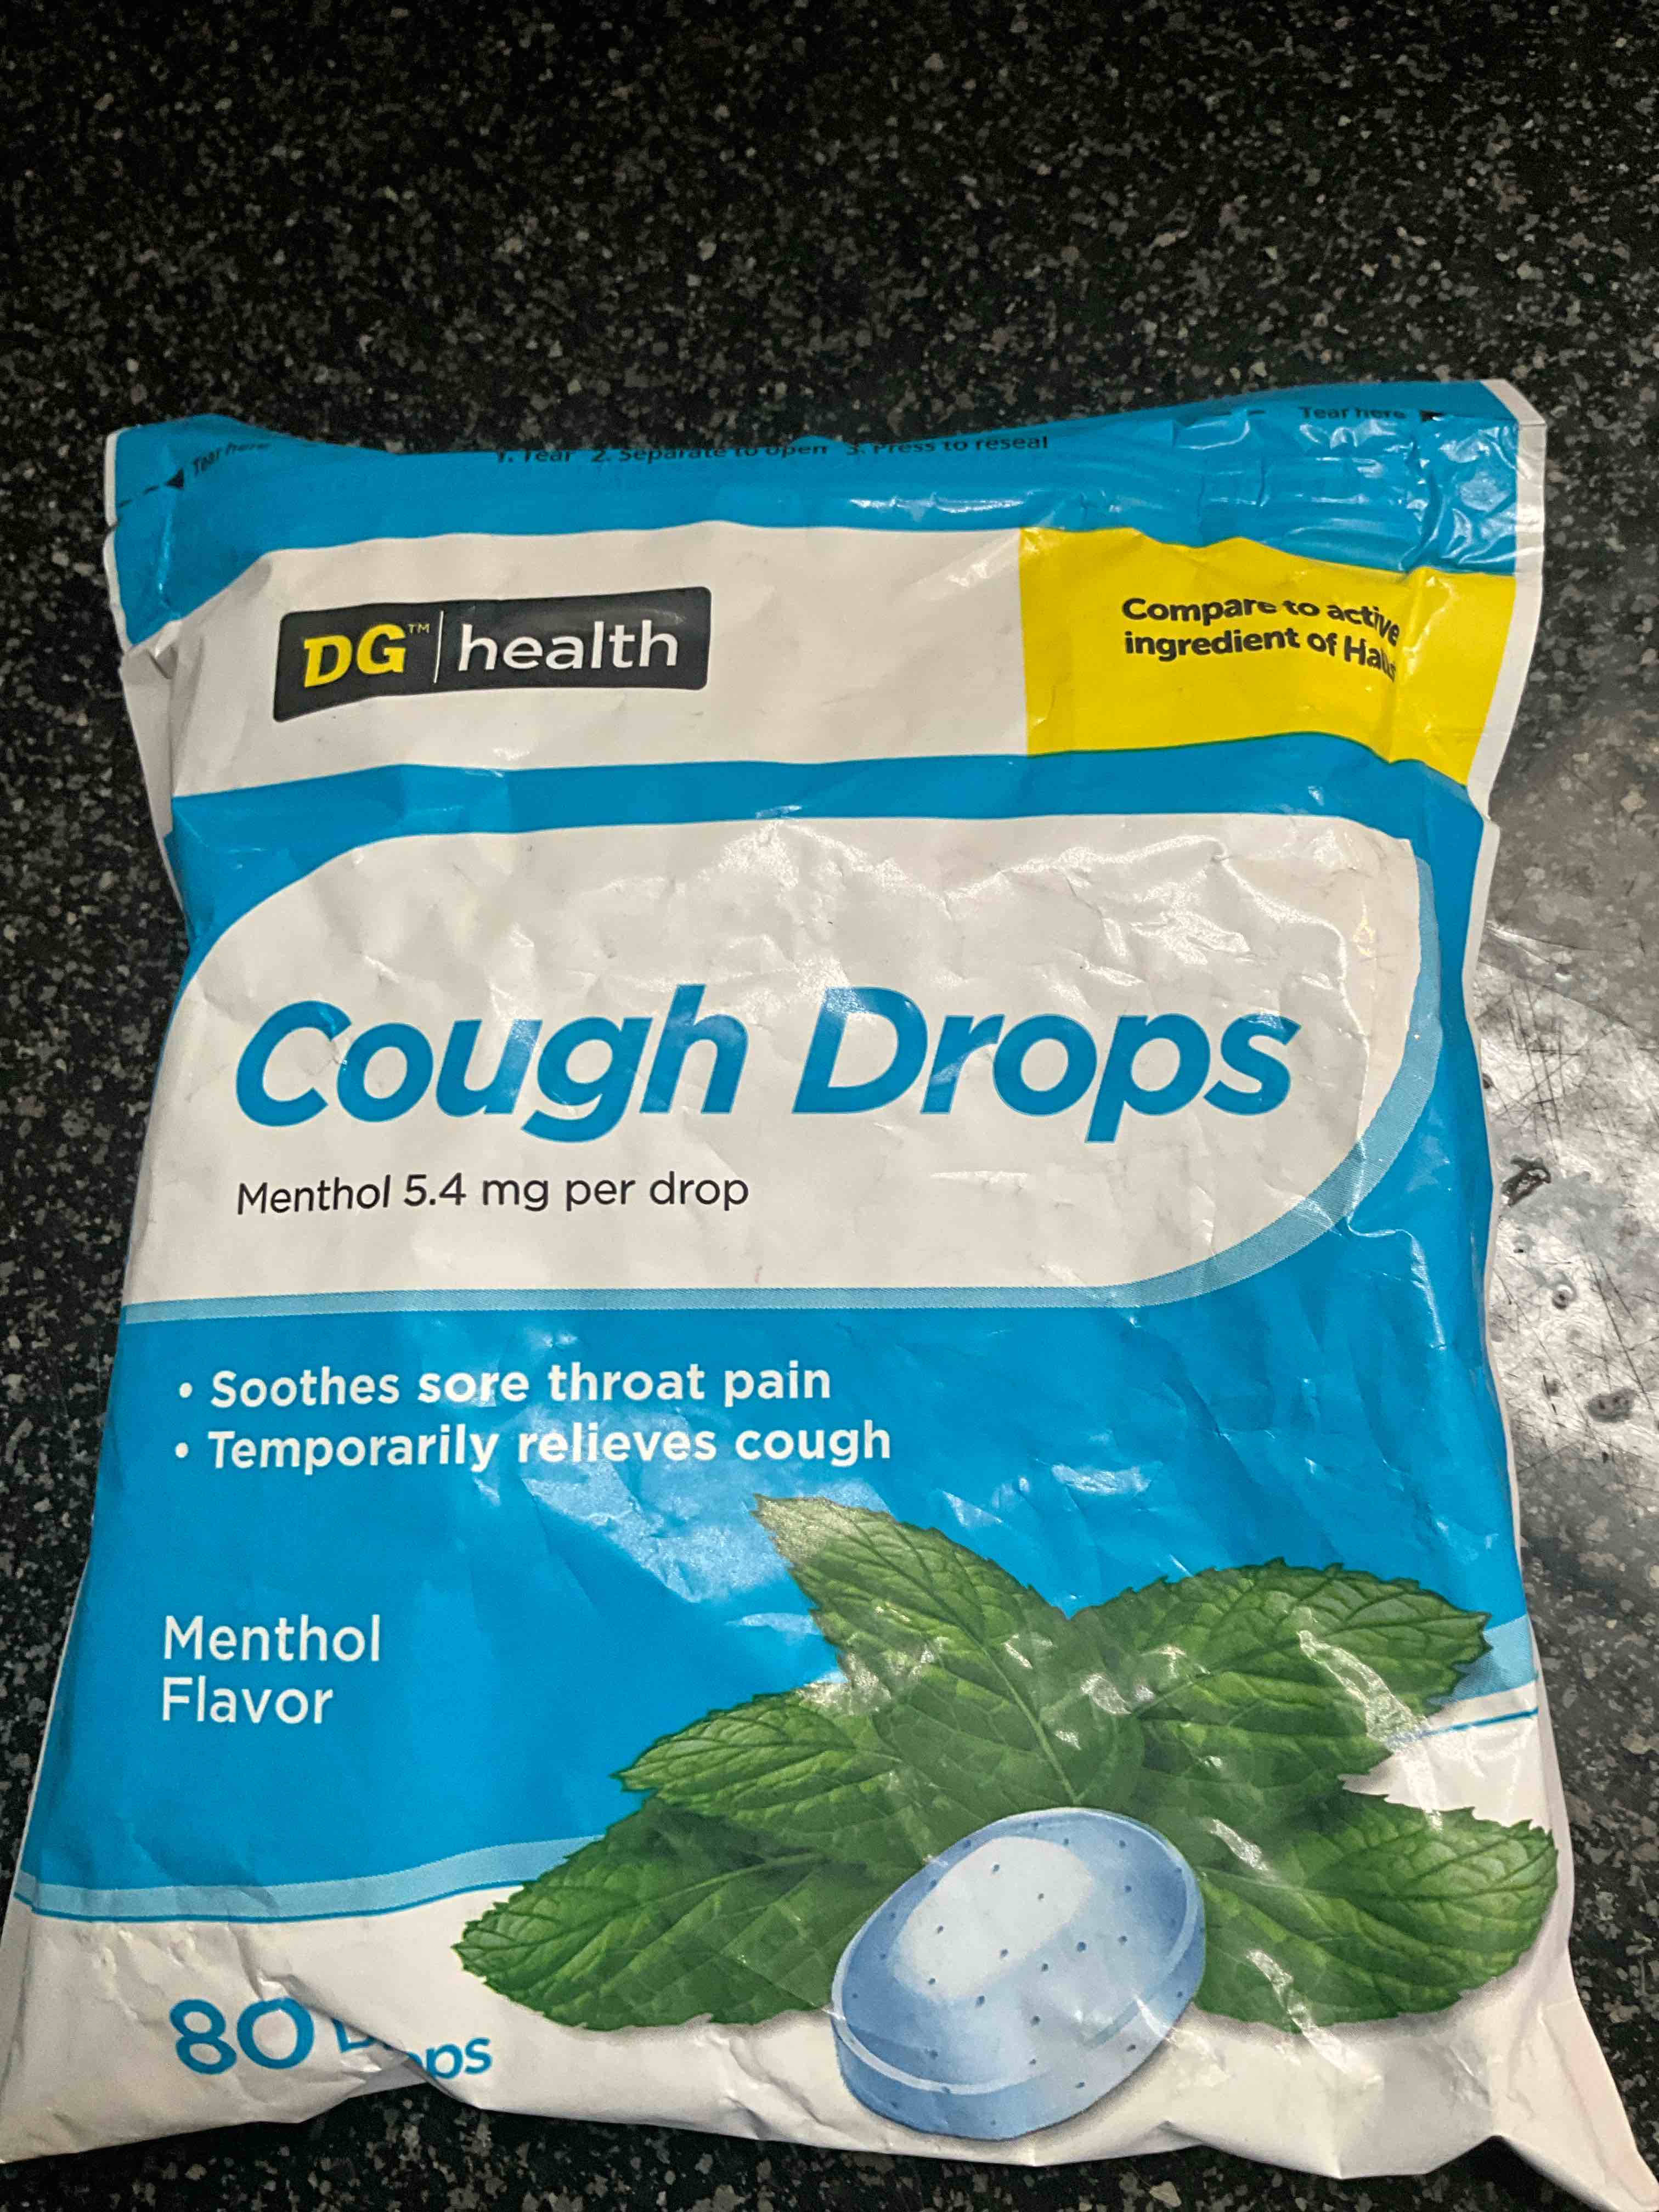 Tear here
Tear here
1. Tear 2. Separate to open 3. Press to reseal
DG™ health
Compare to active
ingredient of
Cough Drops
Menthol 5.4 mg per drop
• Soothes sore throat pain
• Temporarily relieves cough
Menthol
Flavor
80